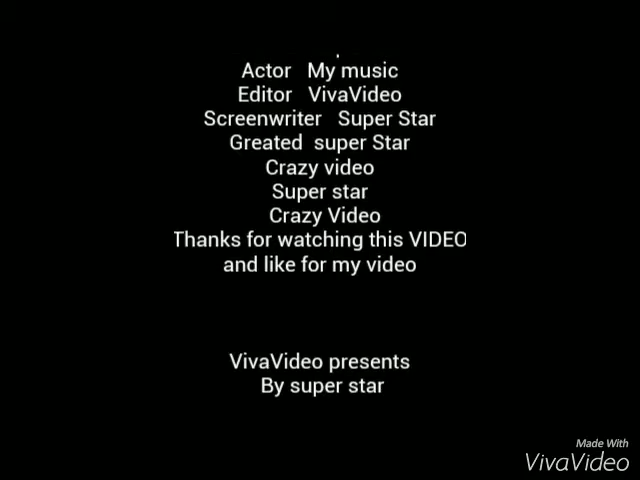 Actor My music
Editor VivaVideo
Screenwriter Super Star
Greated super Star
Crazy video
Super star
Crazy Video
Thanks for watching this VIDEO
and like for my video
VivaVideo presents
By super star
Made With
VivaVideo